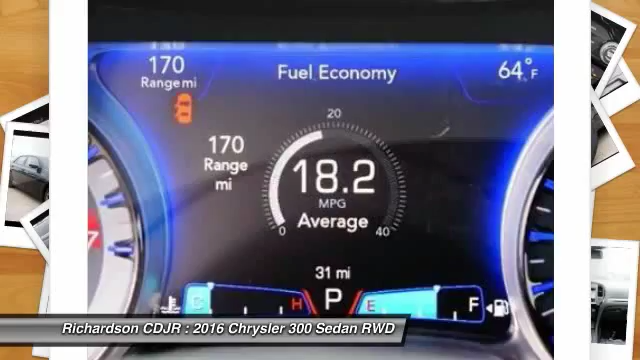 170
Range mi
Fuel Economy
64°F
20
170
Range
mi
18.2
MPG
Average
0
40
31 mi
C
H
P
E
F
7
Richardson CDJR : 2016 Chrysler 300 Sedan RWD